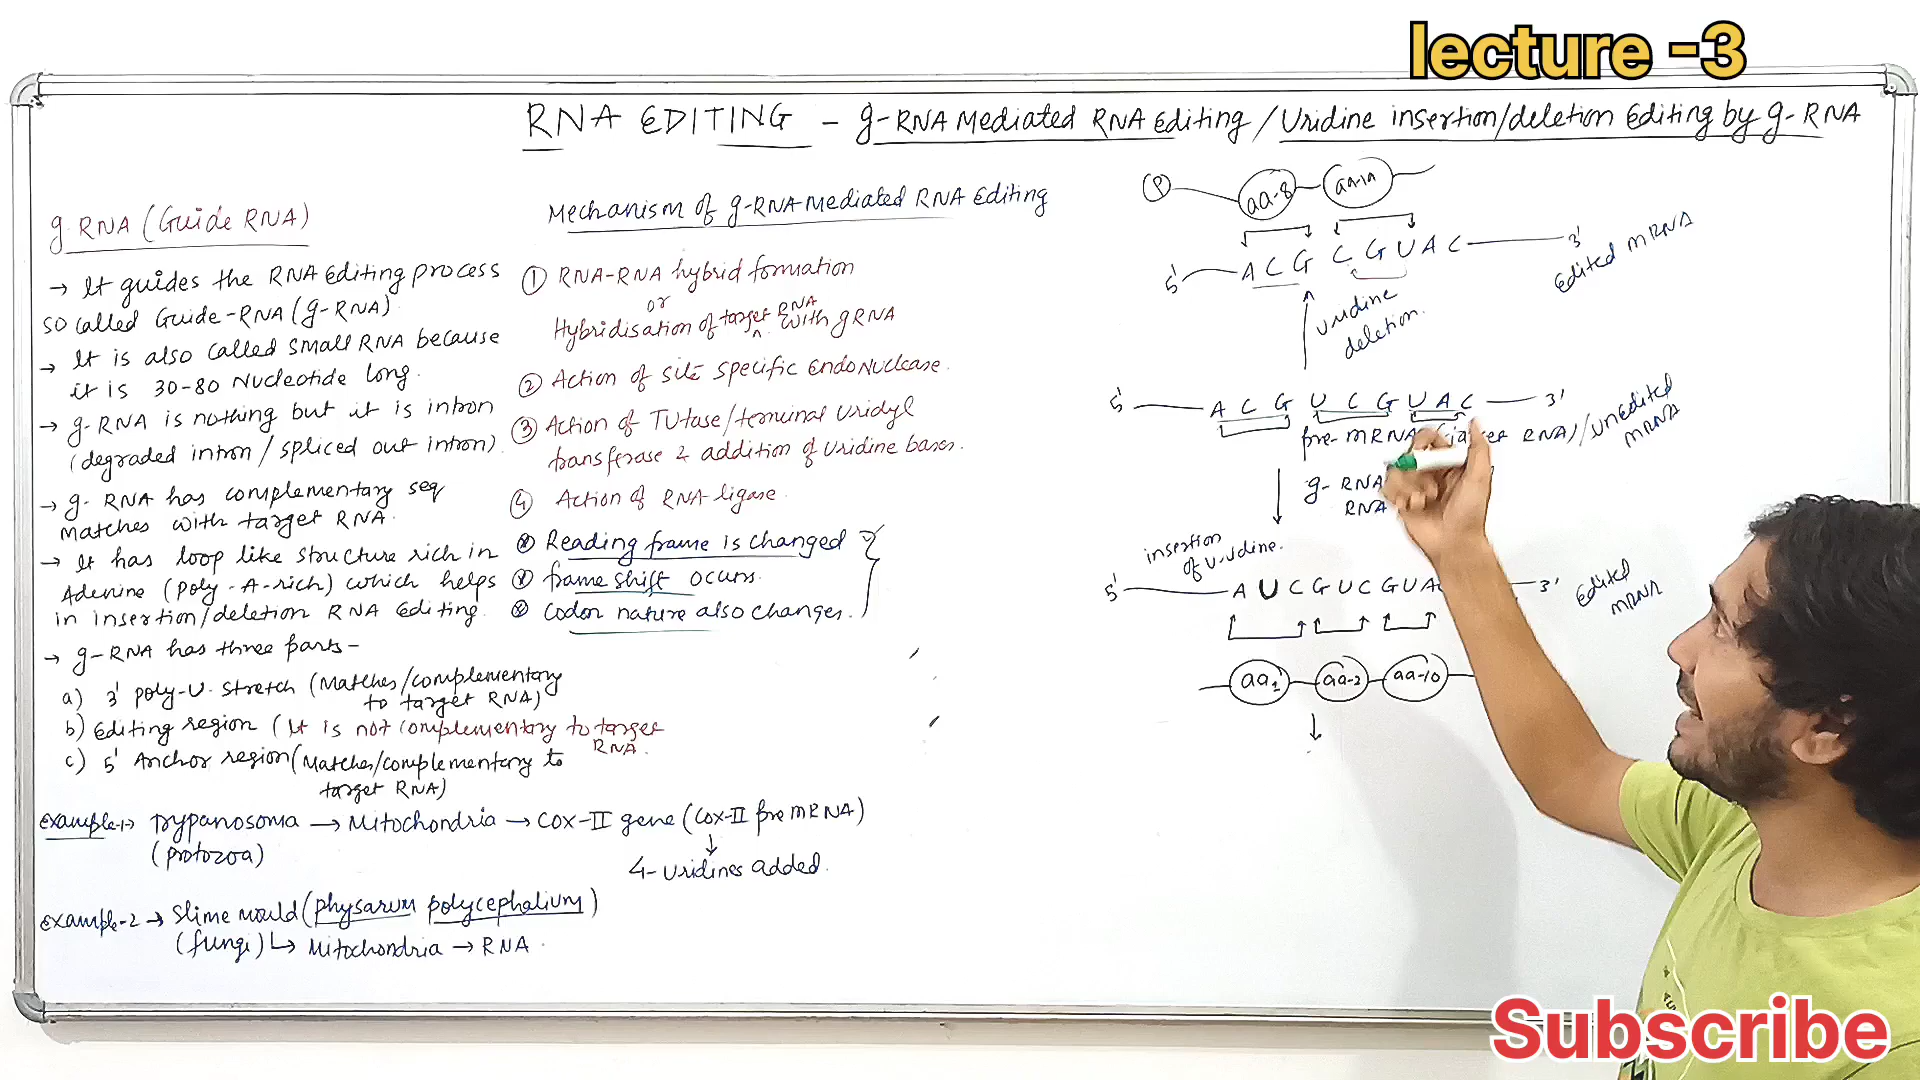 lecture -3
RNA EDITING - g-RNA Mediated RNA Editing / Uridine insertion/deletion Editing by g-RNA
g RNA (Guide RNA)
→ It guides the RNA Editing process
so called Guide-RNA (g-RNA)
→ It is also called small RNA because
it is 30-80 Nucleotide long.
→ g-RNA is nothing but it is intron
(degraded intron / spliced out intron)
→ g-RNA has complementary seq
matches with target RNA.
→ It has loop like structure rich in
Adenine (Poly-A-rich) which helps
in insertion/deletion RNA Editing.
→ g-RNA has three parts-
a) 3' poly-U-stretch (Matches/complementary
to target RNA)
b) Editing region (It is not complementary to target
RNA.
c) 5' Anchor region (Matches/complementary to
target RNA)
Example-1→ Trypanosoma → Mitochondria → COX-II gene (COX-II pre mRNA)
(protozoa)
↓
4-Uridines added.
Example-2 → Slime mould (physarum polycephalium)
(fungi) ↳ Mitochondria → RNA
Mechanism of g-RNA Mediated RNA Editing
① RNA-RNA hybrid formation
or
Hybridisation of target RNA with gRNA
② Action of site specific endonuclease.
③ Action of TUtase/terminal uridyl
transferase & addition of uridine bases.
④ Action of RNA-ligase.
Reading frame is changed
frame shift occurs.
Codon nature also changes.
P aa-8 aa-19
5' A C G C G U A C 3'
Edited mRNA
Uridine
deletion.
5' A C G U C G U A C 3'
pre-mRNA RNA) / unedited
mRNA
g-RNA
RNA
insertion
of uridine.
5' A U C G U C G U A 3'
Edited
mRNA
aa1 aa-2 aa-10
↓
Subscribe